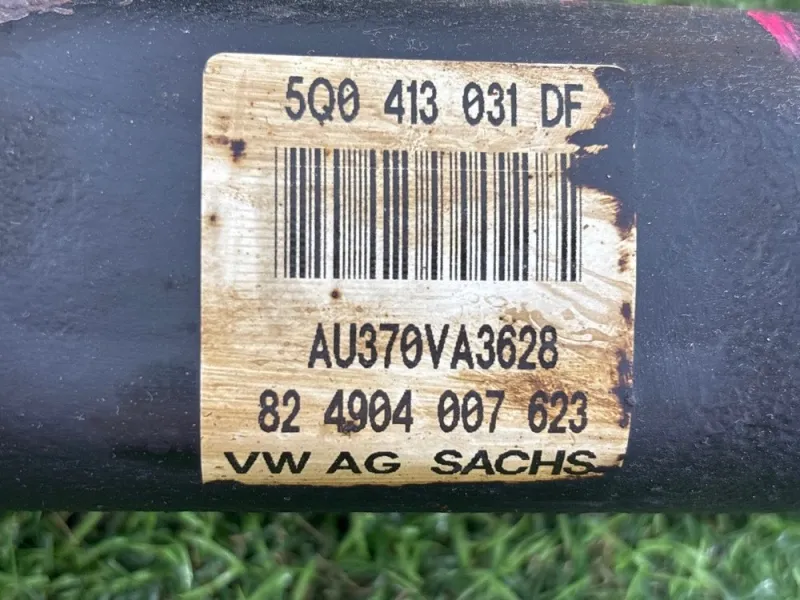 5Q0 413 031 DF
AU370VA3628
82 4904 007 623
VW AG SACHS